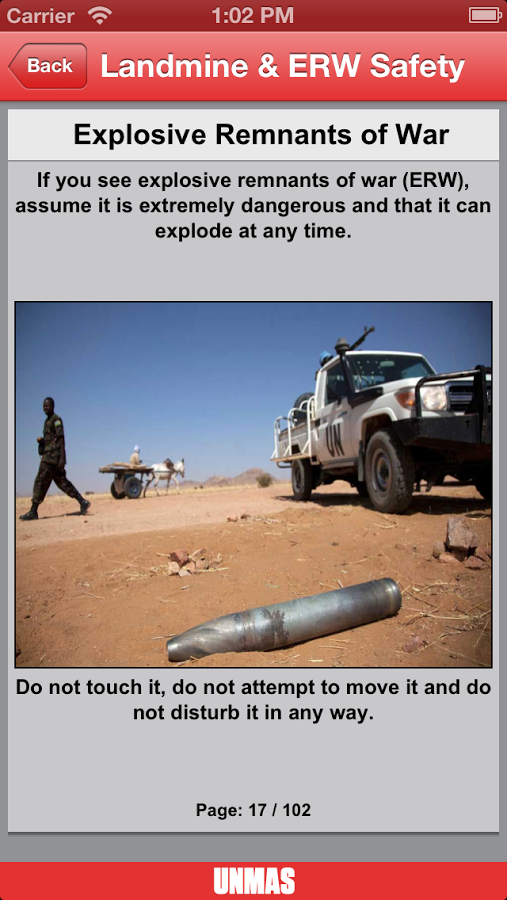 Carrier 1:02 PM
Back Landmine & ERW Safety
Explosive Remnants of War
If you see explosive remnants of war (ERW),
assume it is extremely dangerous and that it can
explode at any time.
UN
Do not touch it, do not attempt to move it and do
not disturb it in any way.
Page: 17 / 102
UNMAS